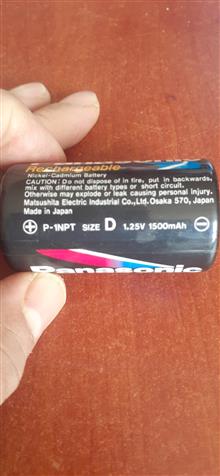 Rechargeable
Nickel-Cadmium Battery
CAUTION: Do not dispose of in fire, put in backwards,
mix with different battery types or short circuit.
Otherwise may explode or leak causing personal injury.
Matsushita Electric Industrial Co.,Ltd. Osaka 570, Japan
Made in Japan
⊕ P-1NPT SIZE D 1.25V 1500mAh ⊖
Panasonic